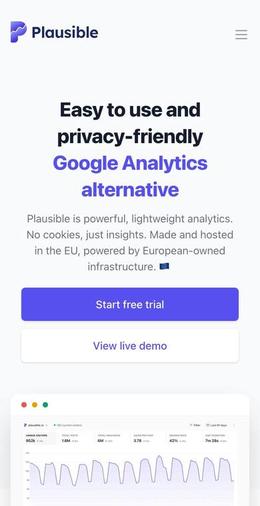 Plausible
Easy to use and
privacy-friendly
Google Analytics
alternative
Plausible is powerful, lightweight analytics.
No cookies, just insights. Made and hosted
in the EU, powered by European-owned
infrastructure. 🇪🇺
Start free trial
View live demo